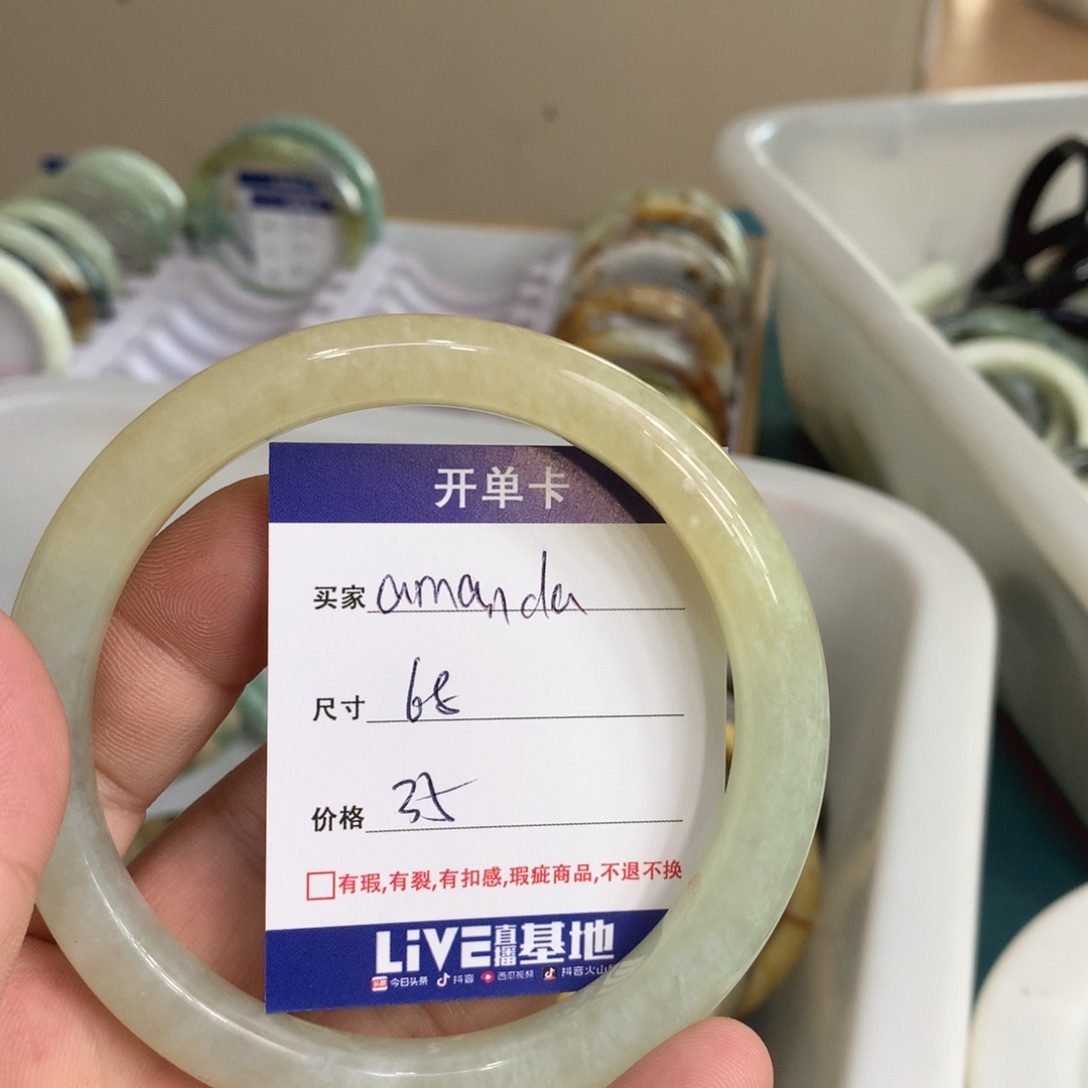 开单卡
买家 amanda
尺寸 68
价格 35
有瑕,有裂,有扣感,瑕疵商品,不退不换
LiVE直播基地
今日头条 抖音 西瓜视频 抖音火山